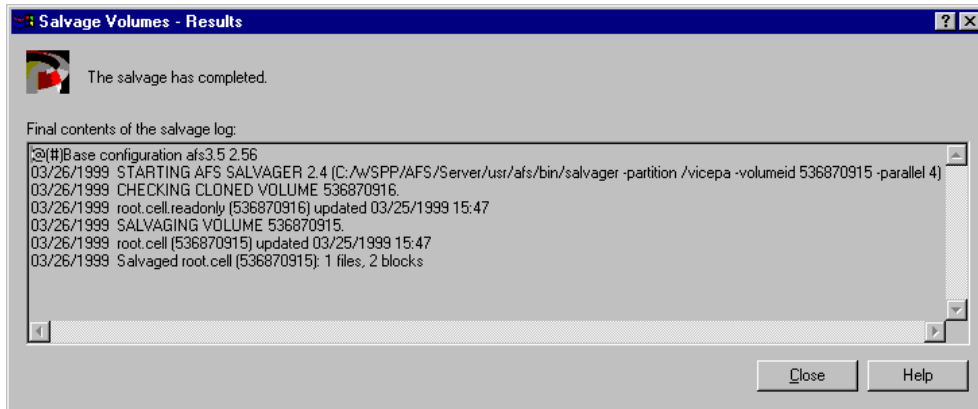 Salvage Volumes - Results
The salvage has completed.
Final contents of the salvage log:
@(#)Base configuration afs3.5 2.56
03/26/1999 STARTING AFS SALVAGER 2.4 (C:/WSPP/AFS/Server/usr/afs/bin/salvager -partition /vicepa -volumeid 536870915 -parallel 4)
03/26/1999 CHECKING CLONED VOLUME 536870916.
03/26/1999 root.cell.readonly (536870916) updated 03/25/1999 15:47
03/26/1999 SALVAGING VOLUME 536870915.
03/26/1999 root.cell (536870915) updated 03/25/1999 15:47
03/26/1999 Salvaged root.cell (536870915): 1 files, 2 blocks
Close Help